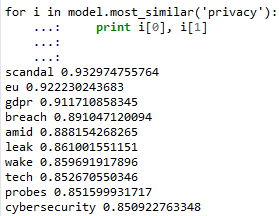 for i in model.most_similar('privacy'):
...:     print i[0], i[1]
...:
...:
scandal 0.932974755764
eu 0.922230243683
gdpr 0.911710858345
breach 0.891047120094
amid 0.888154268265
leak 0.861001551151
wake 0.859691917896
tech 0.852670550346
probes 0.851599931717
cybersecurity 0.850922763348